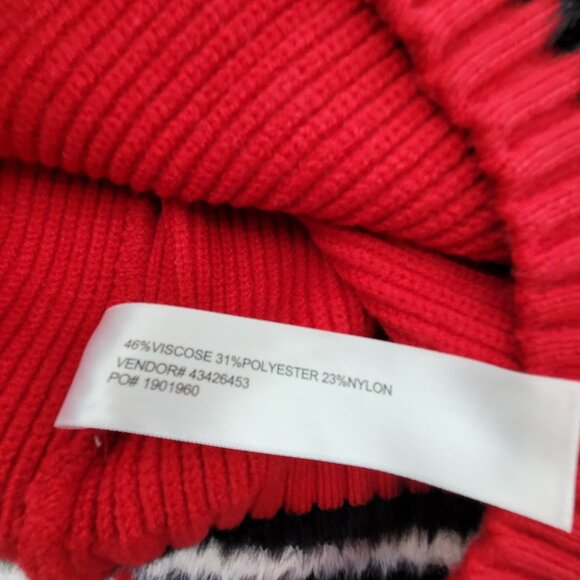 46%VISCOSE 31%POLYESTER 23%NYLON
VENDOR# 43426453
PO# 1901960